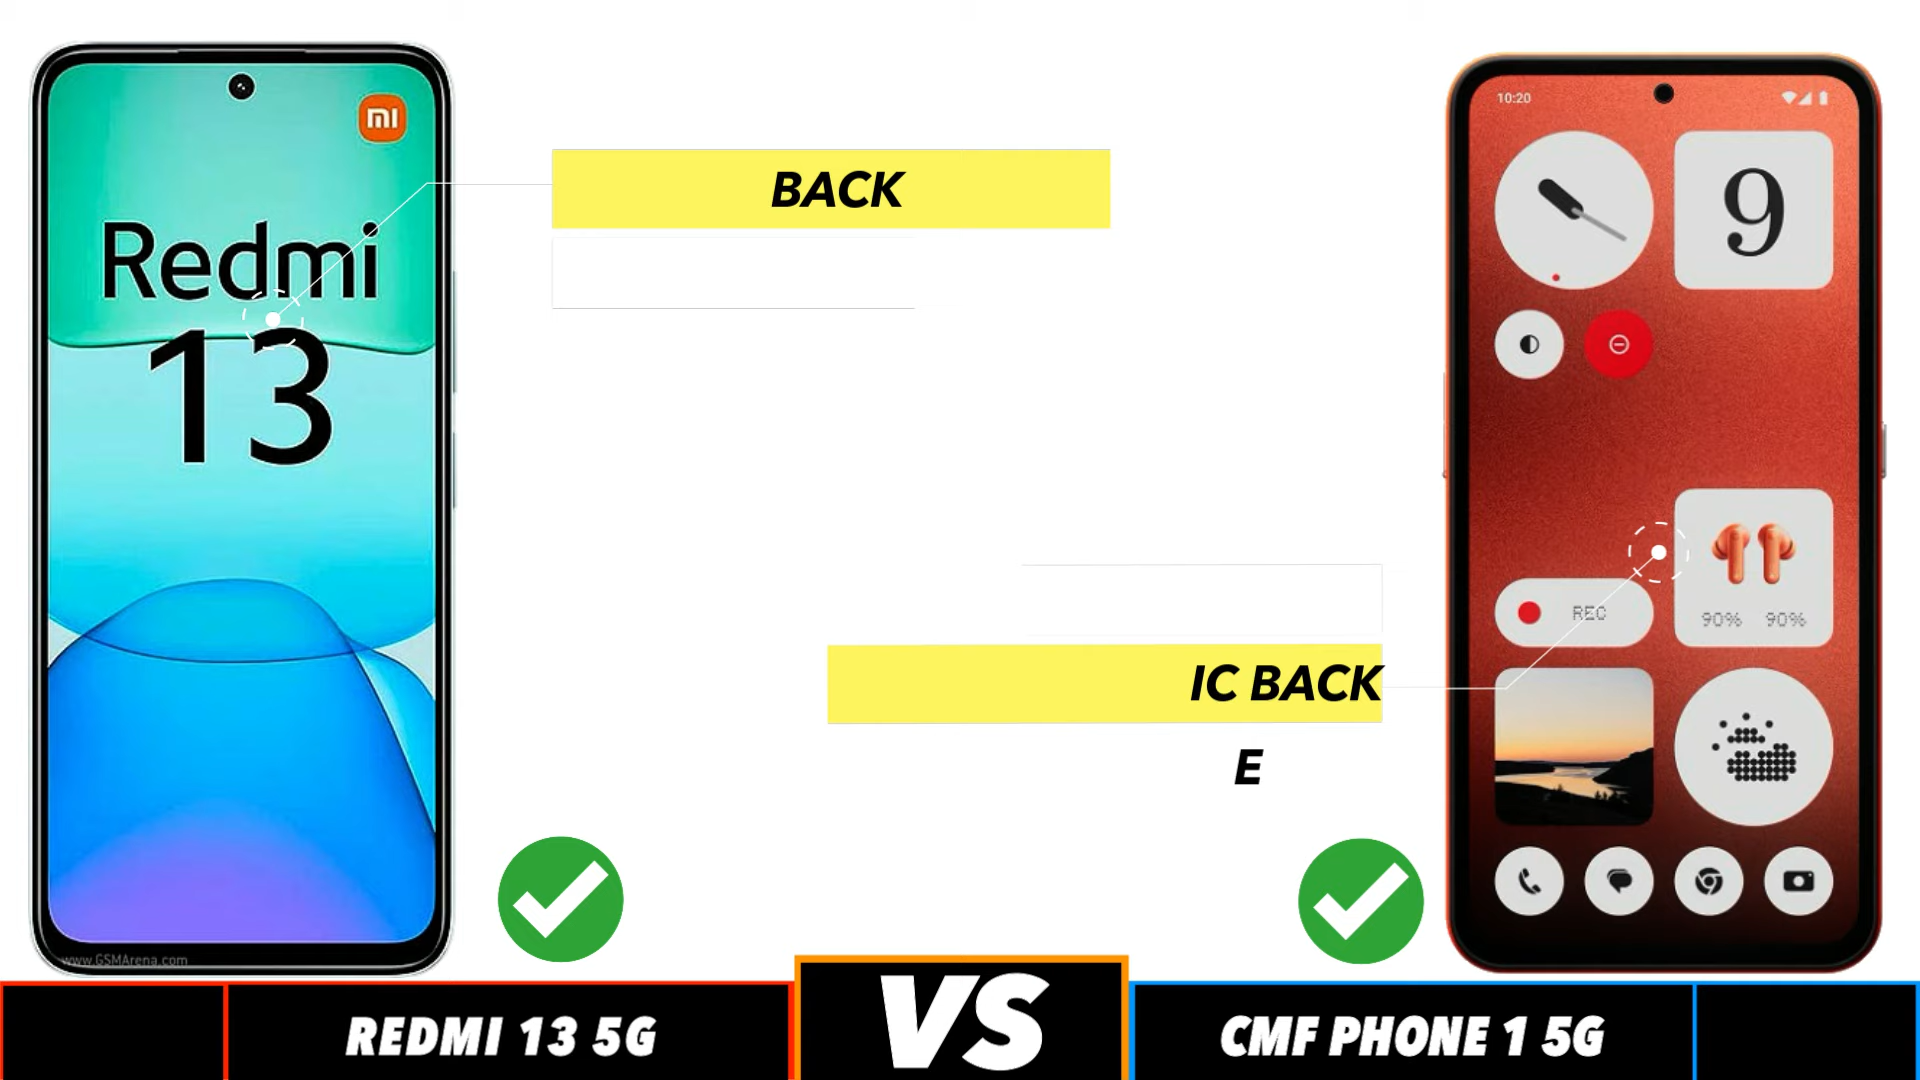 mi
Redmi
13
BACK
10:20
9
REC
90% 90%
IC BACK
E
www.GSMArena.com
REDMI 13 5G
VS
CMF PHONE 1 5G